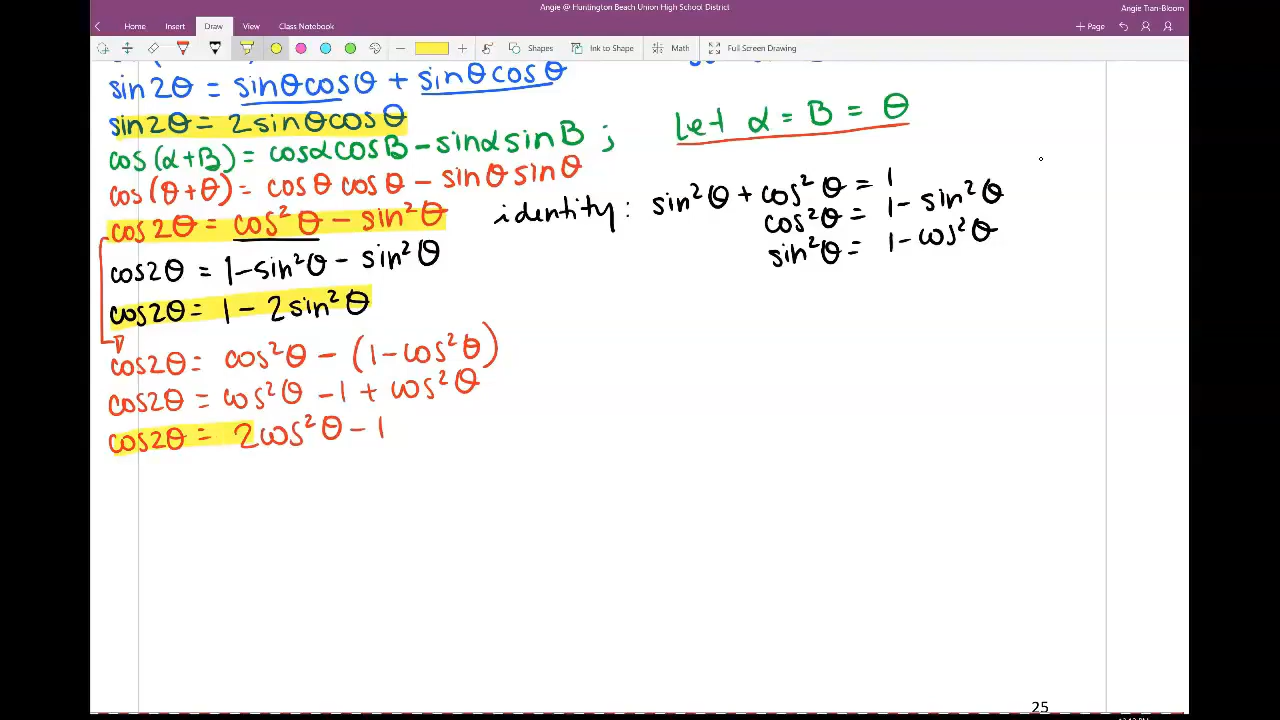 Angie @ Huntington Beach Union High School District
Angie Tran-Bloom
Home Insert Draw View Class Notebook
+ Page
Shapes Ink to Shape Math Full Screen Viewing
sin2θ = sinθcosθ + sinθcosθ
sin2θ = 2sinθcosθ
Let α = B = θ
cos(α+B) = cosαcosB - sinαsinB ;
cos(θ+θ) = cosθcosθ - sinθsinθ
cos2θ = cos²θ - sin²θ
identity: sin²θ + cos²θ = 1
cos²θ = 1 - sin²θ
sin²θ = 1 - cos²θ
cos2θ = 1 - sin²θ - sin²θ
cos2θ = 1 - 2sin²θ
cos2θ = cos²θ - (1 - cos²θ)
cos2θ = cos²θ - 1 + cos²θ
cos2θ = 2cos²θ - 1
25